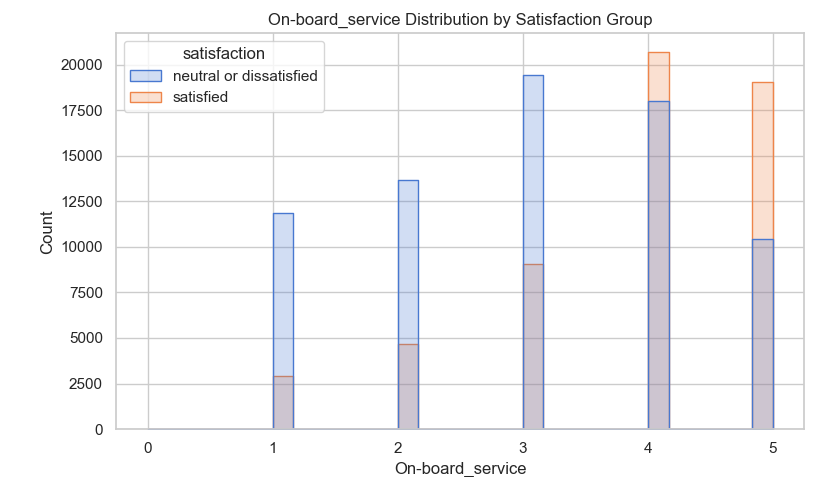 On-board_service Distribution by Satisfaction Group
satisfaction
neutral or dissatisfied
satisfied
20000
17500
15000
12500
10000
7500
5000
2500
0
Count
0 1 2 3 4 5
On-board_service